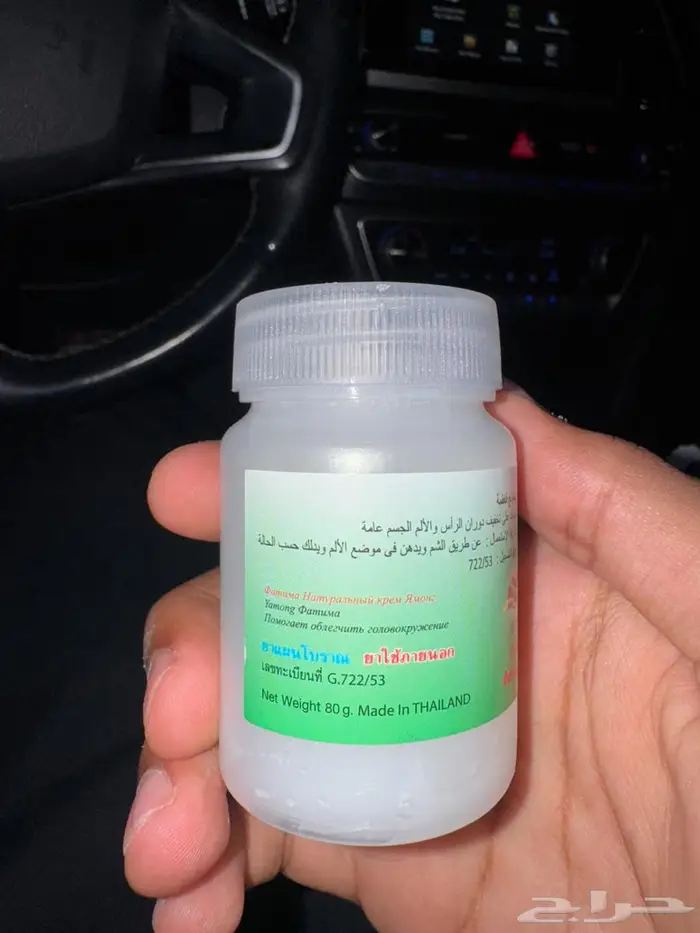 تخفيف دوران الرأس والألم الجسم عامة
: عن طريق الشم ويدهن في موضع الألم ويدلك حسب الحالة
: 722/53
Фатима Натуральный крем Ямонг
Yamong Фатима
Помогает облегчить головокружение
ยาแผนโบราณ ยาใช้ภายนอก
เลขทะเบียนที่ G.722/53
Net Weight 80 g. Made In THAILAND
حراج